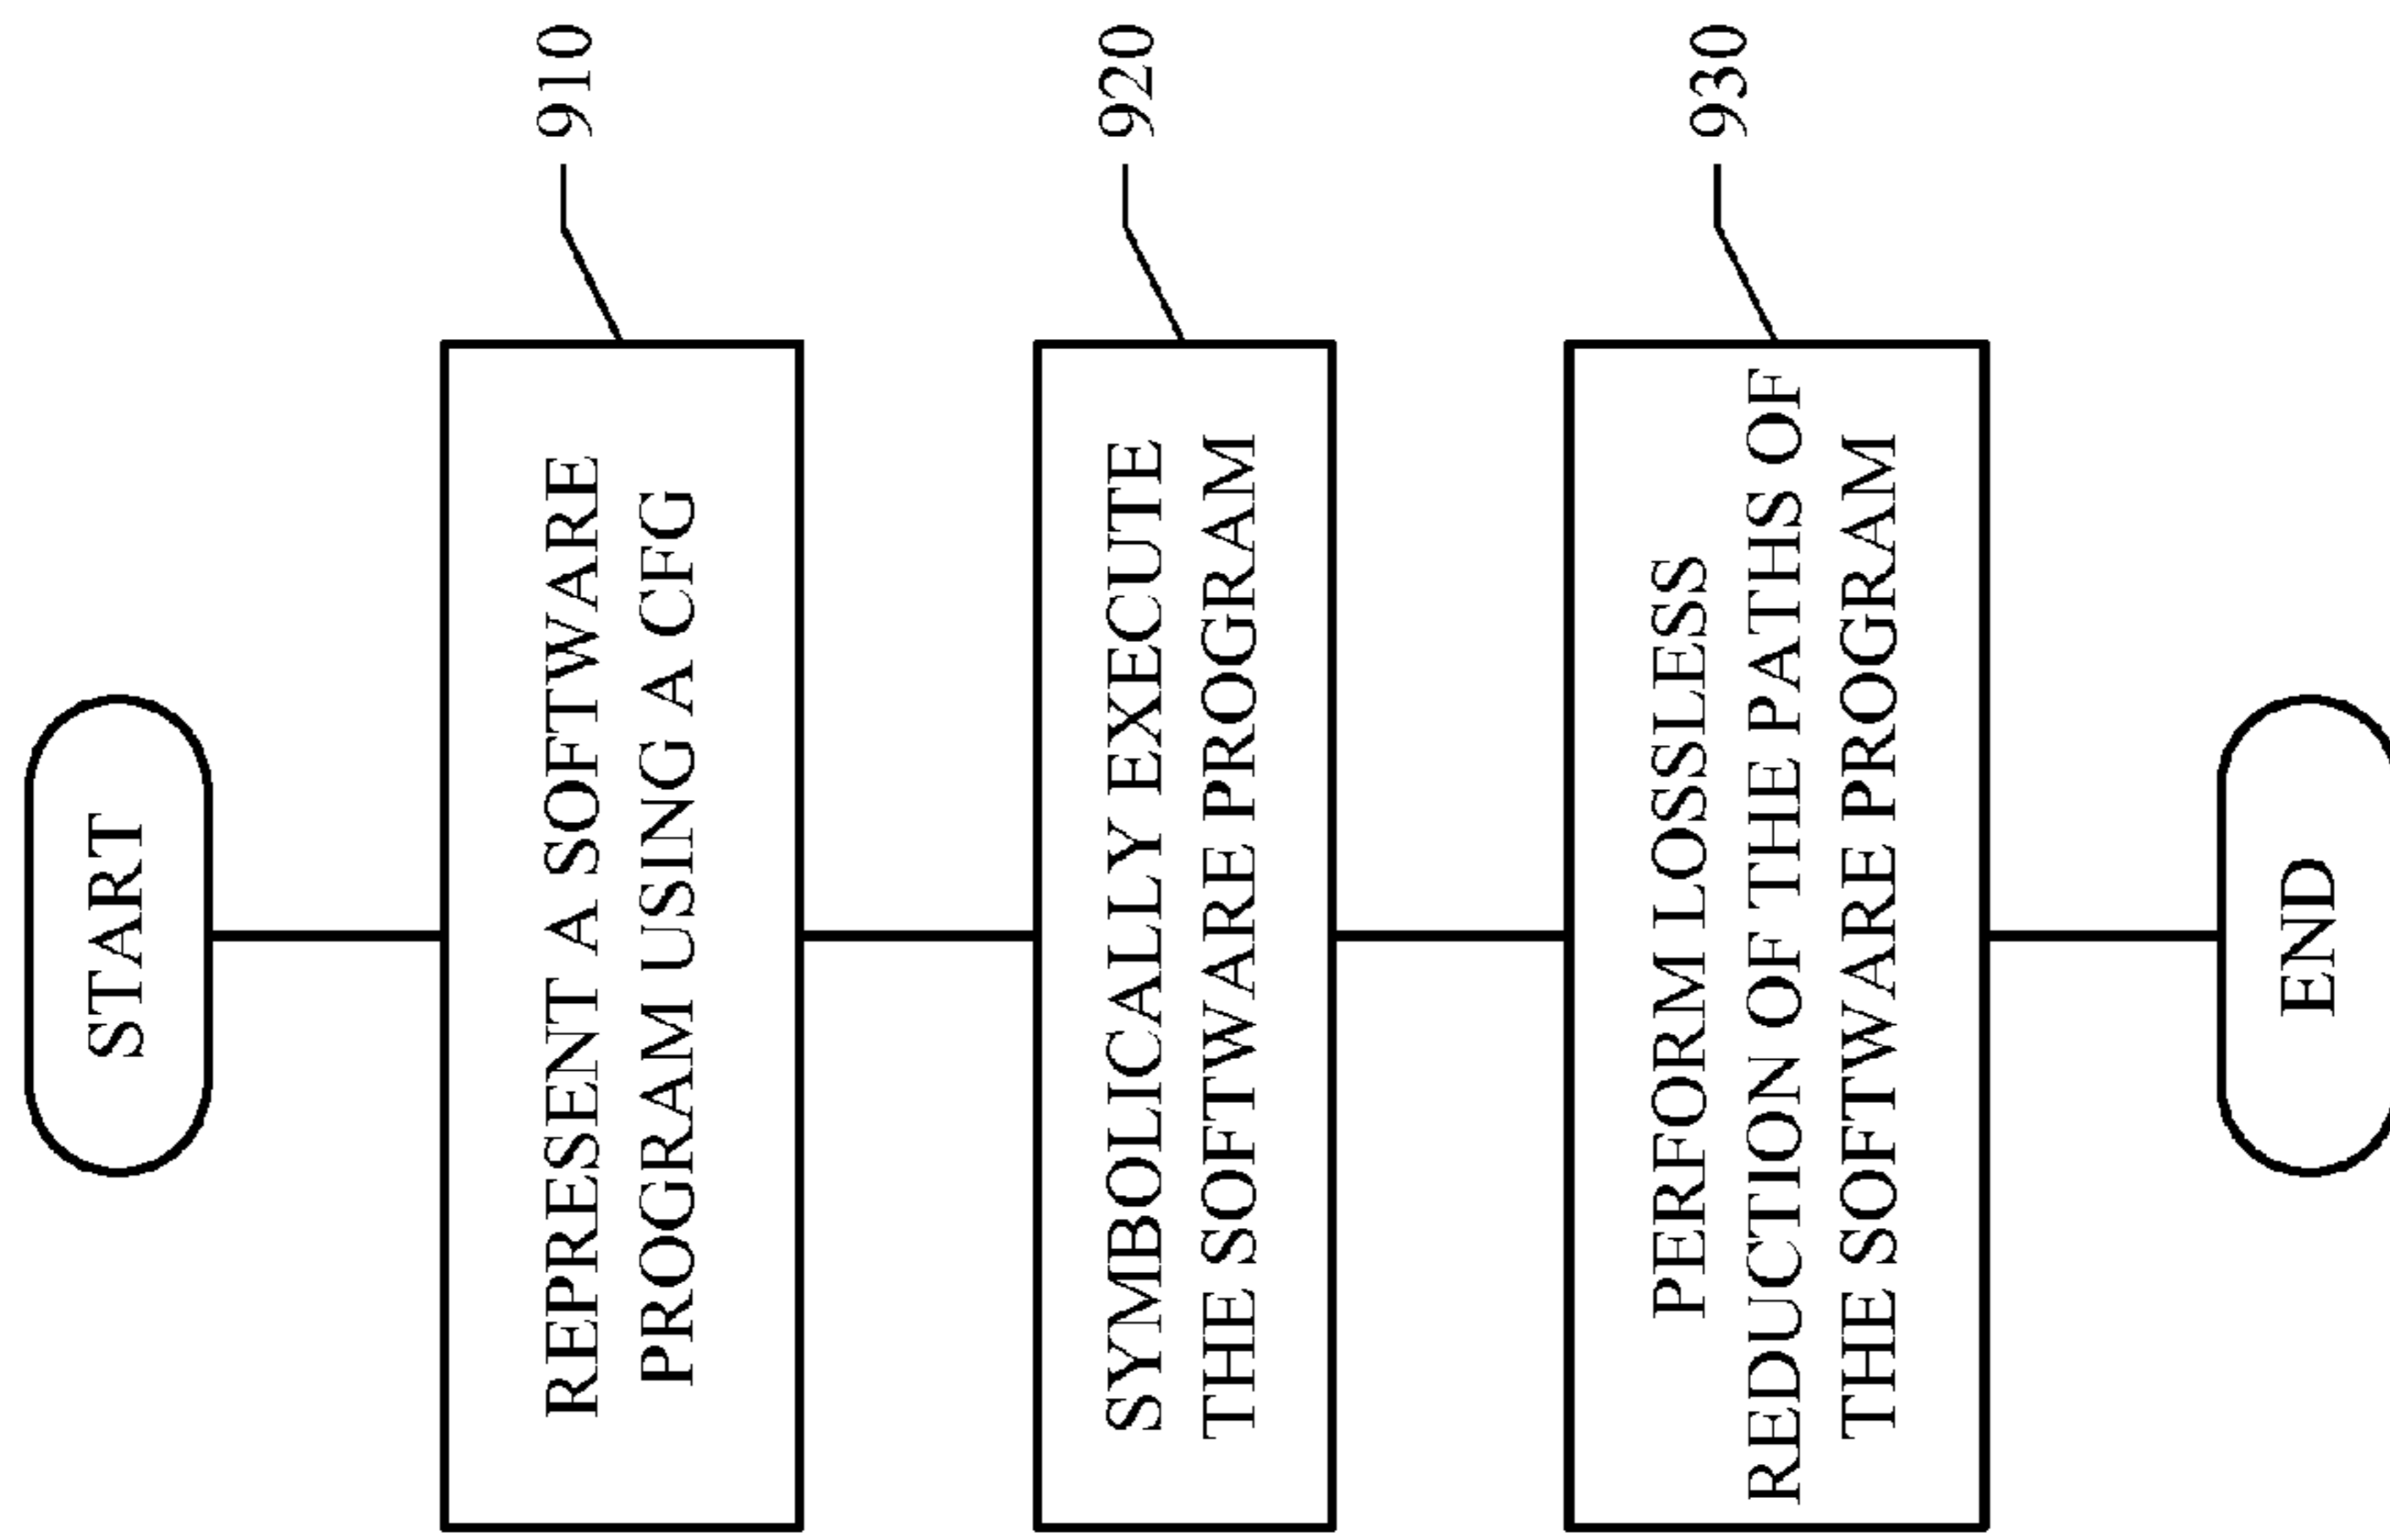 START
REPRESENT A SOFTWARE
PROGRAM USING A CFG
910
SYMBOLICALLY EXECUTE
THE SOFTWARE PROGRAM
920
PERFORM LOSSLESS
REDUCTION OF THE PATHS OF
THE SOFTWARE PROGRAM
930
END